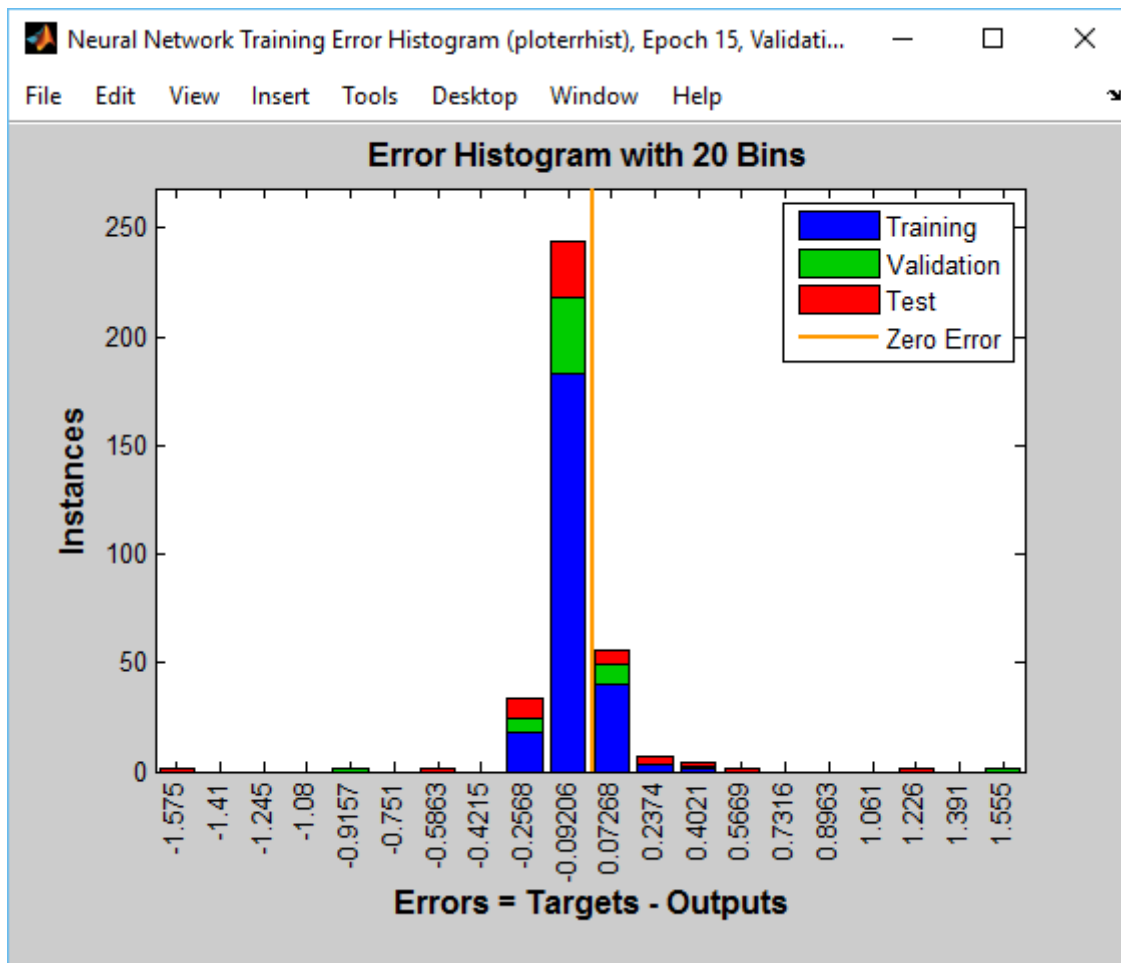 Neural Network Training Error Histogram (ploterrhist), Epoch 15, Validati...
File Edit View Insert Tools Desktop Window Help
Error Histogram with 20 Bins
250
200
150
100
50
0
Instances
Training
Validation
Test
Zero Error
-1.575
-1.41
-1.245
-1.08
-0.9157
-0.751
-0.5863
-0.4215
-0.2568
-0.09206
0.07268
0.2374
0.4021
0.5669
0.7316
0.8963
1.061
1.226
1.391
1.555
Errors = Targets - Outputs